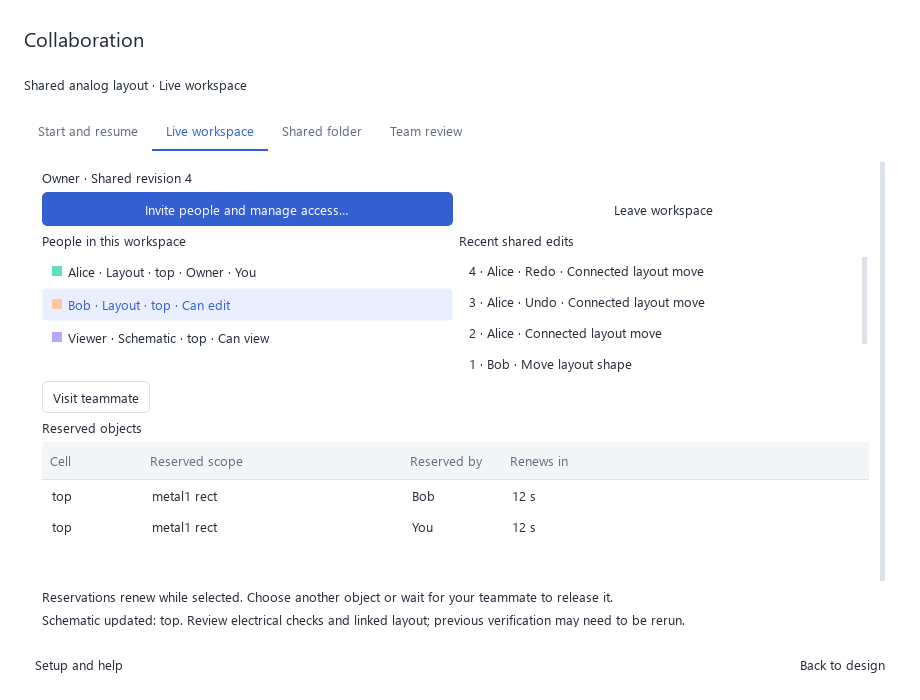 Collaboration
Shared analog layout · Live workspace
Start and resume Live workspace Shared folder Team review
Owner · Shared revision 4
Invite people and manage access... Leave workspace
People in this workspace
Alice · Layout · top · Owner · You
Bob · Layout · top · Can edit
Viewer · Schematic · top · Can view
Recent shared edits
4 · Alice · Redo · Connected layout move
3 · Alice · Undo · Connected layout move
2 · Alice · Connected layout move
1 · Bob · Move layout shape
Visit teammate
Reserved objects
Cell Reserved scope Reserved by Renews in
top metal1 rect Bob 12 s
top metal1 rect You 12 s
Reservations renew while selected. Choose another object or wait for your teammate to release it.
Schematic updated: top. Review electrical checks and linked layout; previous verification may need to be rerun.
Setup and help Back to design